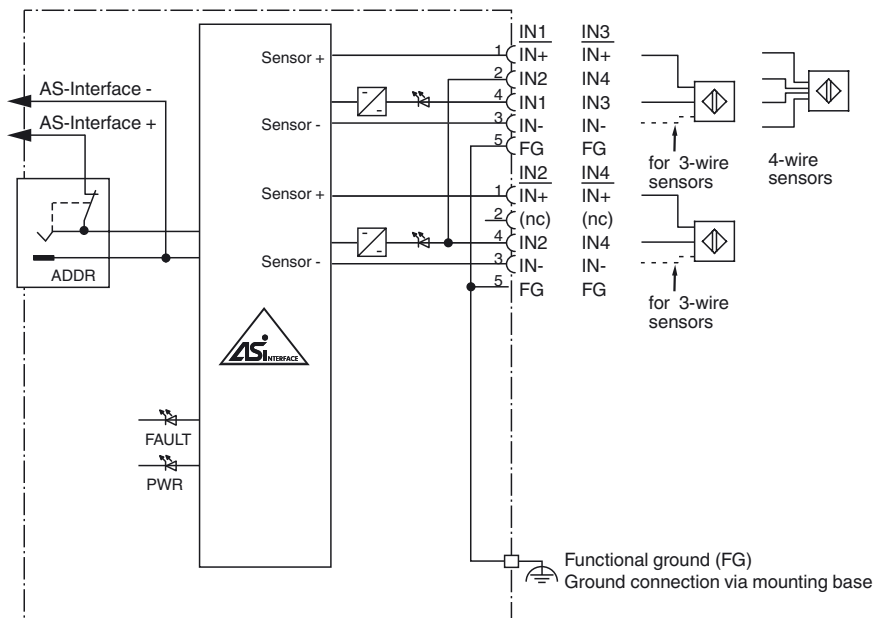 AS-Interface -
AS-Interface +
ADDR
FAULT
PWR
Sensor +
Sensor -
Sensor +
Sensor -
ASi INTERFACE
IN1 IN3
1 IN+ IN+
2 IN2 IN4
4 IN1 IN3
3 IN- IN-
5 FG FG
IN2 IN4
1 IN+ IN+
2 (nc) (nc)
4 IN2 IN4
3 IN- IN-
5 FG FG
for 3-wire
sensors
4-wire
sensors
for 3-wire
sensors
Functional ground (FG)
Ground connection via mounting base